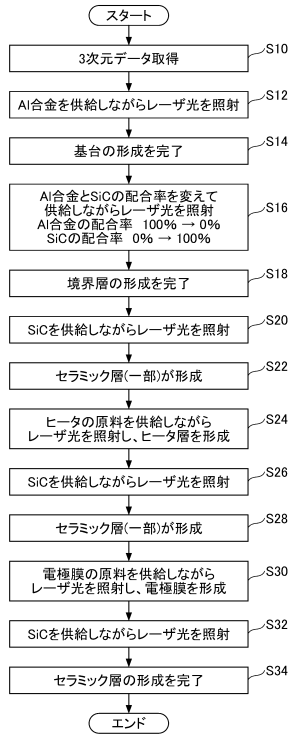 スタート
S10
3次元データ取得
S12
Al合金を供給しながらレーザ光を照射
S14
基台の形成を完了
S16
Al合金とSiCの配合率を変えて
供給しながらレーザ光を照射
Al合金の配合率 100% → 0%
SiCの配合率 0% → 100%
S18
境界層の形成を完了
S20
SiCを供給しながらレーザ光を照射
S22
セラミック層(一部)が形成
S24
ヒータの原料を供給しながら
レーザ光を照射し、ヒータ層を形成
S26
SiCを供給しながらレーザ光を照射
S28
セラミック層(一部)が形成
S30
電極膜の原料を供給しながら
レーザ光を照射し、電極膜を形成
S32
SiCを供給しながらレーザ光を照射
S34
セラミック層の形成を完了
エンド